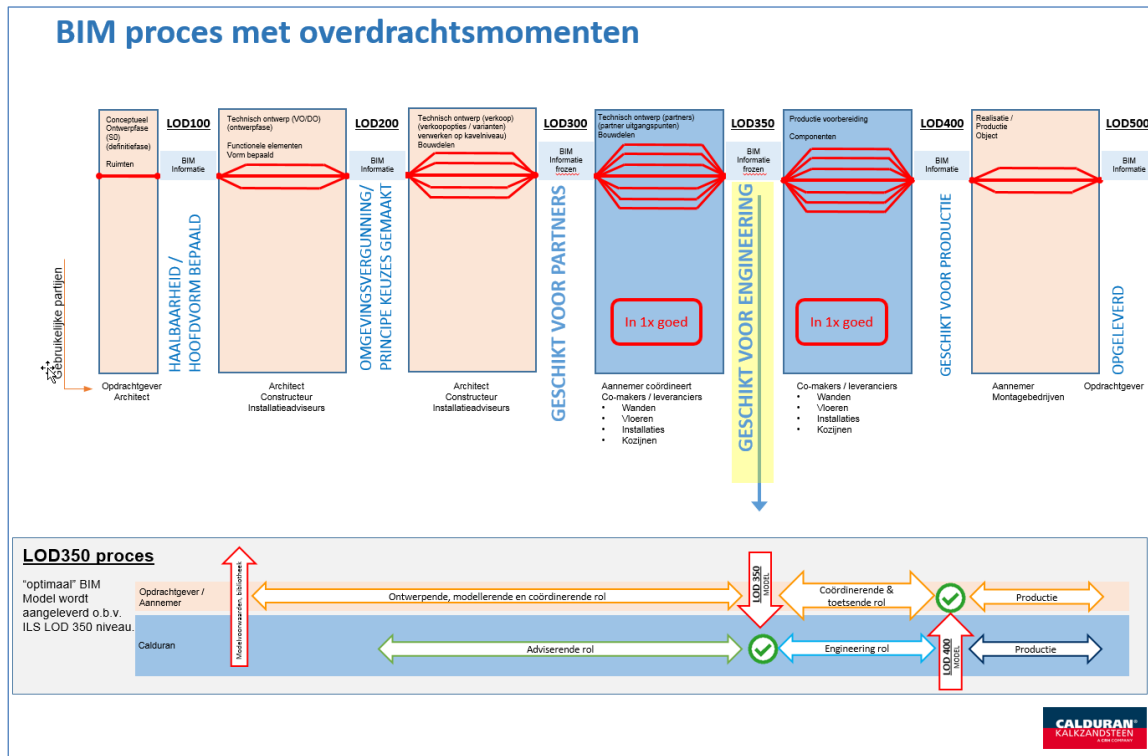 BIM proces met overdrachtsmomenten
Conceptueel
Ontwerpfase
(SO)
(definitiefase)
Ruimten
LOD100
BIM
Informatie
HAALBAARHEID /
HOOFDVORM BEPAALD
Technisch ontwerp (VO/DO)
(ontwerpfase)
Functionele elementen
Vorm bepaald
LOD200
BIM
Informatie
OMGEVINGSVERGUNNING/
PRINCIPE KEUZES GEMAAKT
Technisch ontwerp (verkoop)
(verkoopopties / varianten)
verwerken op kavelniveau)
Bouwdelen
LOD300
BIM
Informatie
frozen
GESCHIKT VOOR PARTNERS
Technisch ontwerp (partners)
(partner uitgangspunten)
Bouwdelen
In 1x goed
LOD350
BIM
Informatie
frozen
GESCHIKT VOOR ENGINEERING
Productie voorbereiding
Componenten
In 1x goed
LOD400
BIM
Informatie
GESCHIKT VOOR PRODUCTIE
Realisatie /
Productie
Object
LOD500
BIM
Informatie
OPGELEVERD
Gebruikelijke partijen
Opdrachtgever
Architect
Architect
Constructeur
Installatieadviseurs
Architect
Constructeur
Installatieadviseurs
Aannemer coördineert
Co-makers / leveranciers
• Wanden
• Vloeren
• Installaties
• Kozijnen
Co-makers / leveranciers
• Wanden
• Vloeren
• Installaties
• Kozijnen
Aannemer
Montagebedrijven
Opdrachtgever
LOD350 proces
"optimaal" BIM
Model wordt
aangeleverd o.b.v.
ILS LOD 350 niveau.
Opdrachtgever /
Aannemer
Modelvoorwaarden, bibliotheek
Ontwerpende, modellerende en coördinerende rol
LOD 350
MODEL
Coördinerende &
toetsende rol
Productie
Calduran
Adviserende rol
Engineering rol
LOD 400
MODEL
Productie
CALDURAN®
KALKZANDSTEEN
A CRH COMPANY